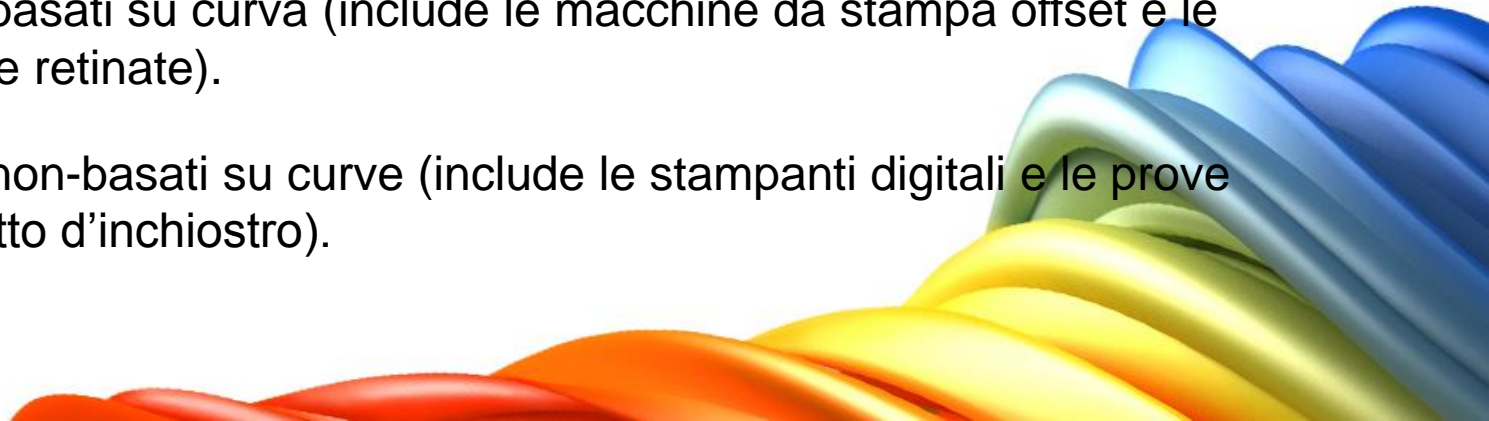 basati su curva (include le macchine da stampa offset e le
e retinate).
non-basati su curve (include le stampanti digitali e le prove
tto d'inchiostro).